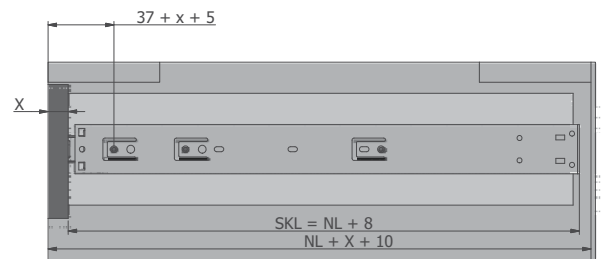 37 + x + 5
X
SKL = NL + 8
NL + X + 10